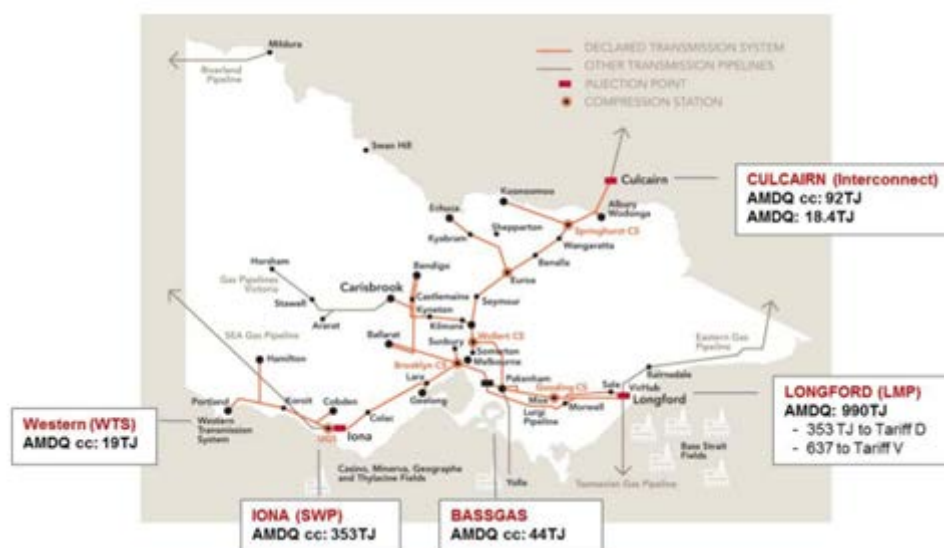 Mildura
Riverland
Pipeline
DECLARED TRANSMISSION SYSTEM
OTHER TRANSMISSION PIPELINES
INJECTION POINT
COMPRESSION STATION
Swan Hill
Culcairn
CULCAIRN (Interconnect)
AMDQ cc: 92TJ
AMDQ: 18.4TJ
Koonoomoo
Echuca
Albury
Wodonga
Shepparton
Springhurst CS
Kyabram
Wangaratta
Bendigo
Benalla
Euroa
Horsham
Gas Pipelines
Victoria
Carisbrook
Castlemaine
Seymour
Stawell
Kyneton
Ararat
Kilmore
Ballarat
Wollert CS
Eastern Gas
Pipeline
SEA Gas Pipeline
Sunbury
Somerton
Hamilton
Brooklyn CS
Melbourne
Bairnsdale
Lara
Pakenham
Gooding CS
Sale
VicHub
Portland
Koroit
Cobden
Geelong
Moe
Longford
Western
Transmission
System
Colac
Lurgi
Pipeline
Morwell
UGS
Iona
Western (WTS)
AMDQ cc: 19TJ
LONGFORD (LMP)
AMDQ: 990TJ
- 353 TJ to Tariff D
- 637 to Tariff V
Bass Strait
Fields
Casino, Minerva, Geographe
and Thylacine Fields
Yolla
Tasmanian Gas Pipeline
IONA (SWP)
AMDQ cc: 353TJ
BASSGAS
AMDQ cc: 44TJ